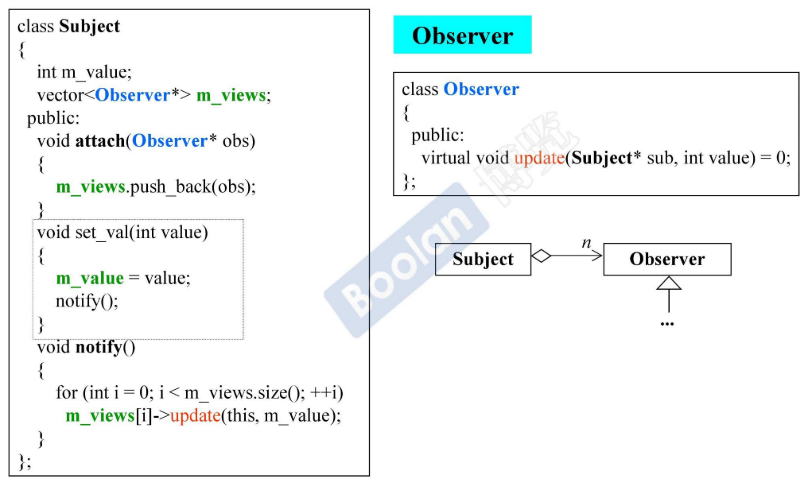 class Subject
{
int m_value;
vector<Observer*> m_views;
public:
void attach(Observer* obs)
{
m_views.push_back(obs);
}
void set_val(int value)
{
m_value = value;
notify();
}
void notify()
{
for (int i = 0; i < m_views.size(); ++i)
m_views[i]->update(this, m_value);
}
};
Observer
class Observer
{
public:
virtual void update(Subject* sub, int value) = 0;
};
Subject
n
Observer
...
Boolan 博览